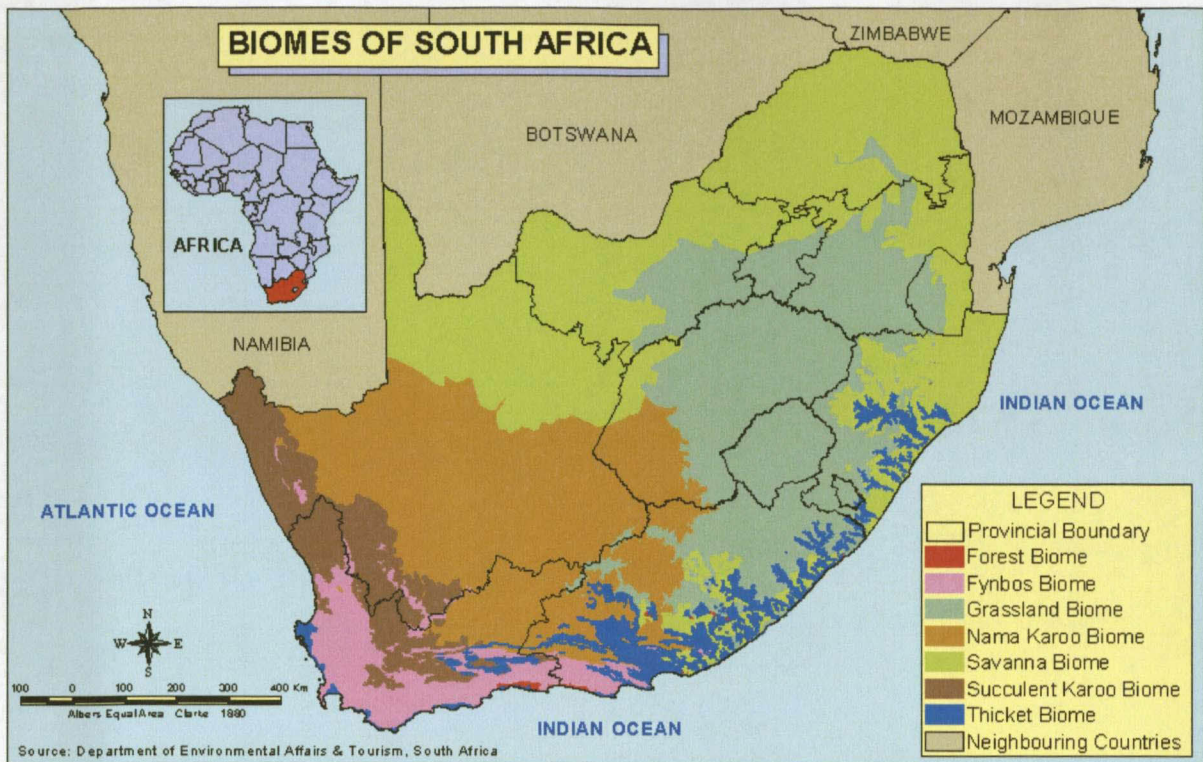 BIOMES OF SOUTH AFRICA
ZIMBABWE
MOZAMBIQUE
BOTSWANA
AFRICA
NAMIBIA
INDIAN OCEAN
ATLANTIC OCEAN
LEGEND
Provincial Boundary
Forest Biome
Fynbos Biome
Grassland Biome
Nama Karoo Biome
Savanna Biome
Succulent Karoo Biome
Thicket Biome
Neighbouring Countries
N
W E
S
100 0 100 200 300 400 Km
Albers Equal Area Clarke 1880
INDIAN OCEAN
Source: Department of Environmental Affairs & Tourism, South Africa